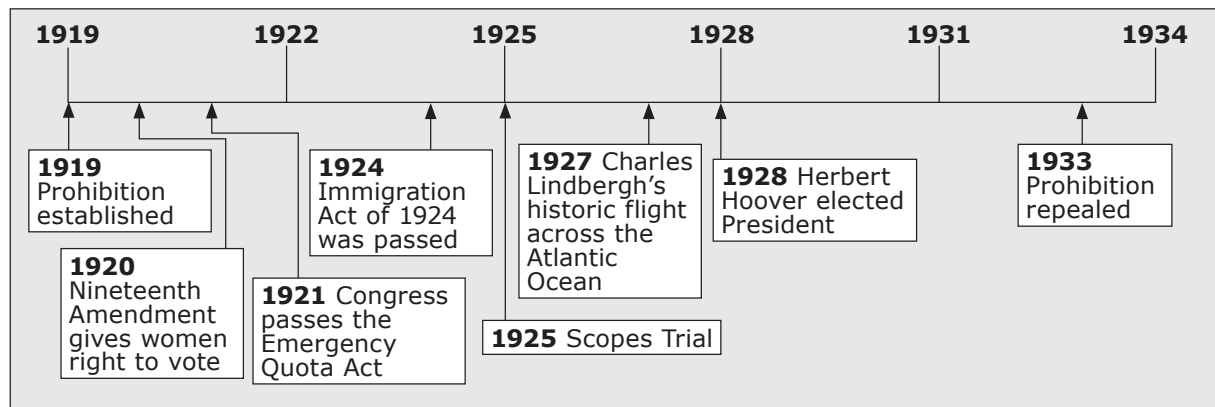 1919 1922 1925 1928 1931 1934
1919
Prohibition
established
1920
Nineteenth
Amendment
gives women
right to vote
1921 Congress
passes the
Emergency
Quota Act
1924
Immigration
Act of 1924
was passed
1925 Scopes Trial
1927 Charles
Lindbergh’s
historic flight
across the
Atlantic
Ocean
1928 Herbert
Hoover elected
President
1933
Prohibition
repealed